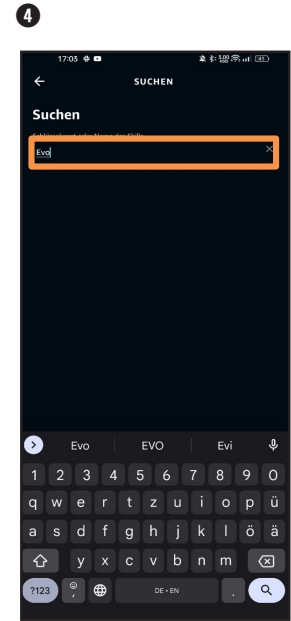 4
17:03
SUCHEN
Suchen
Evo
Evo EVO Evi
1 2 3 4 5 6 7 8 9 0
q w e r t z u i o p ü
a s d f g h j k l ö ä
y x c v b n m
?123 , DE • EN .